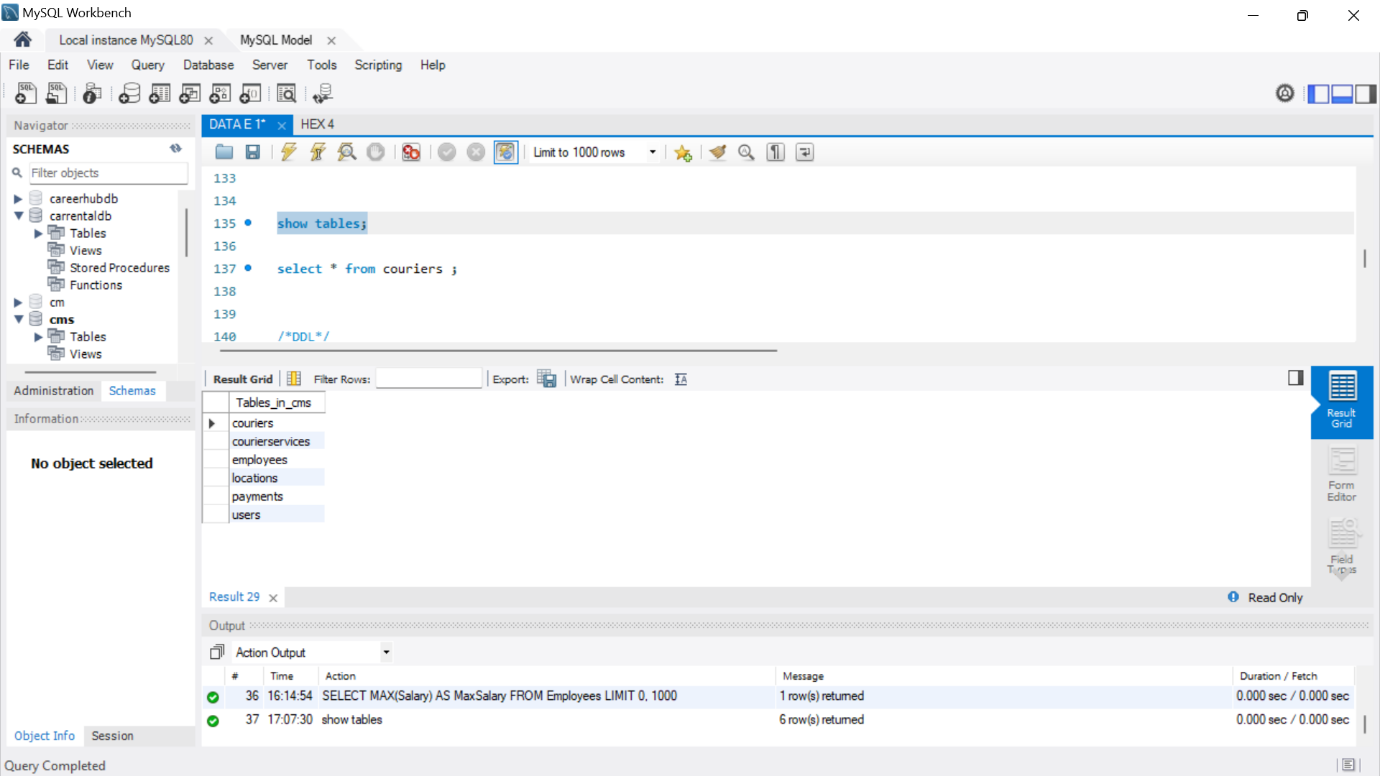 MySQL Workbench
Local instance MySQL80
MySQL Model
File Edit View Query Database Server Tools Scripting Help
Navigator
SCHEMAS
Filter objects
careerhubdb
carrentaldb
Tables
Views
Stored Procedures
Functions
cm
cms
Tables
Views
Administration Schemas
Information
No object selected
Object Info Session
DATA E 1* HEX 4
Limit to 1000 rows
133
134
135 show tables;
136
137 select * from couriers ;
138
139
140 /*DDL*/
Result Grid Filter Rows: Export: Wrap Cell Content:
Tables_in_cms
couriers
courierservices
employees
locations
payments
users
Result
Grid
Form
Editor
Field
Types
Result 29 Read Only
Output
Action Output
# Time Action Message Duration / Fetch
36 16:14:54 SELECT MAX(Salary) AS MaxSalary FROM Employees LIMIT 0, 1000 1 row(s) returned 0.000 sec / 0.000 sec
37 17:07:30 show tables 6 row(s) returned 0.000 sec / 0.000 sec
Query Completed